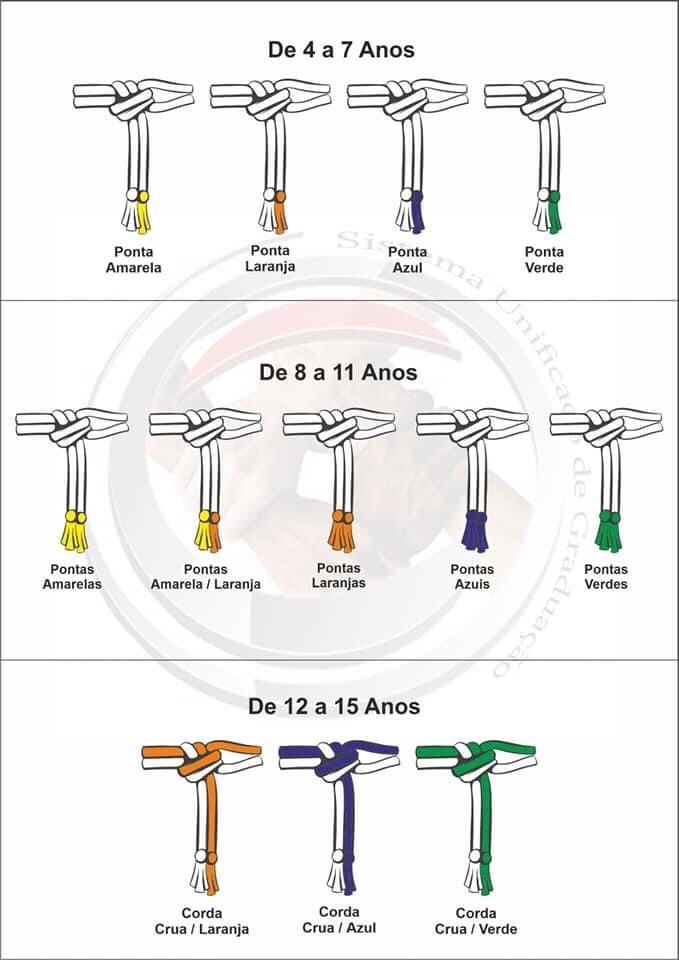 De 4 a 7 Anos
Ponta
Amarela
Ponta
Laranja
Ponta
Azul
Ponta
Verde
Sistema Unificado de Graduação
De 8 a 11 Anos
Pontas
Amarelas
Pontas
Amarela / Laranja
Pontas
Laranjas
Pontas
Azuis
Pontas
Verdes
De 12 a 15 Anos
Corda
Crua / Laranja
Corda
Crua / Azul
Corda
Crua / Verde